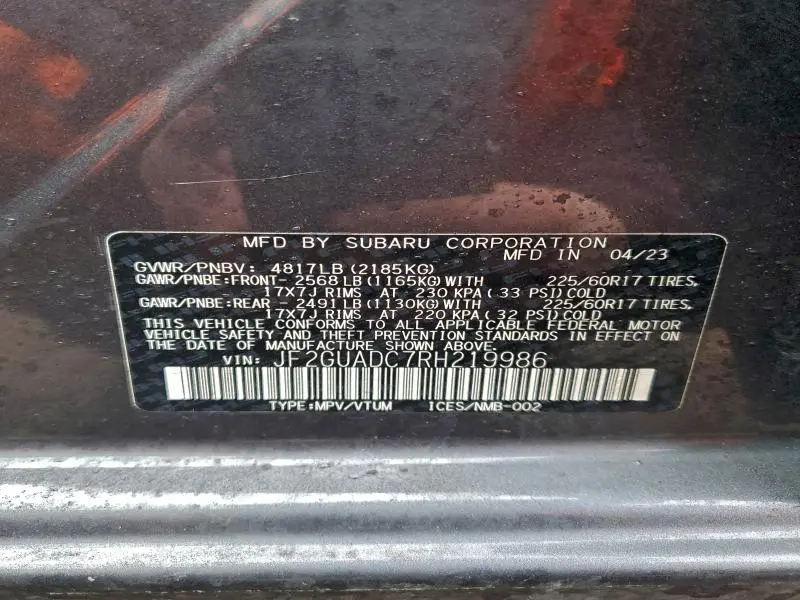 MFD BY SUBARU CORPORATION
MFD IN 04/23
GVWR/PNBV: 4817LB (2185KG)
GAWR/PNBE:FRONT- 2568LB (1165KG)WITH 225/60R17 TIRES,
17X7J RIMS AT 230 KPA( 33 PSI)COLD
GAWR/PNBE:REAR - 2491LB (1130KG)WITH 225/60R17 TIRES,
17X7J RIMS AT 220 KPA( 32 PSI)COLD
THIS VEHICLE CONFORMS TO ALL APPLICABLE FEDERAL MOTOR
VEHICLE SAFETY AND THEFT PREVENTION STANDARDS IN EFFECT ON
THE DATE OF MANUFACTURE SHOWN ABOVE.
VIN: JF2GUADC7RH219986
TYPE:MPV/VTUM ICES/NMB-002